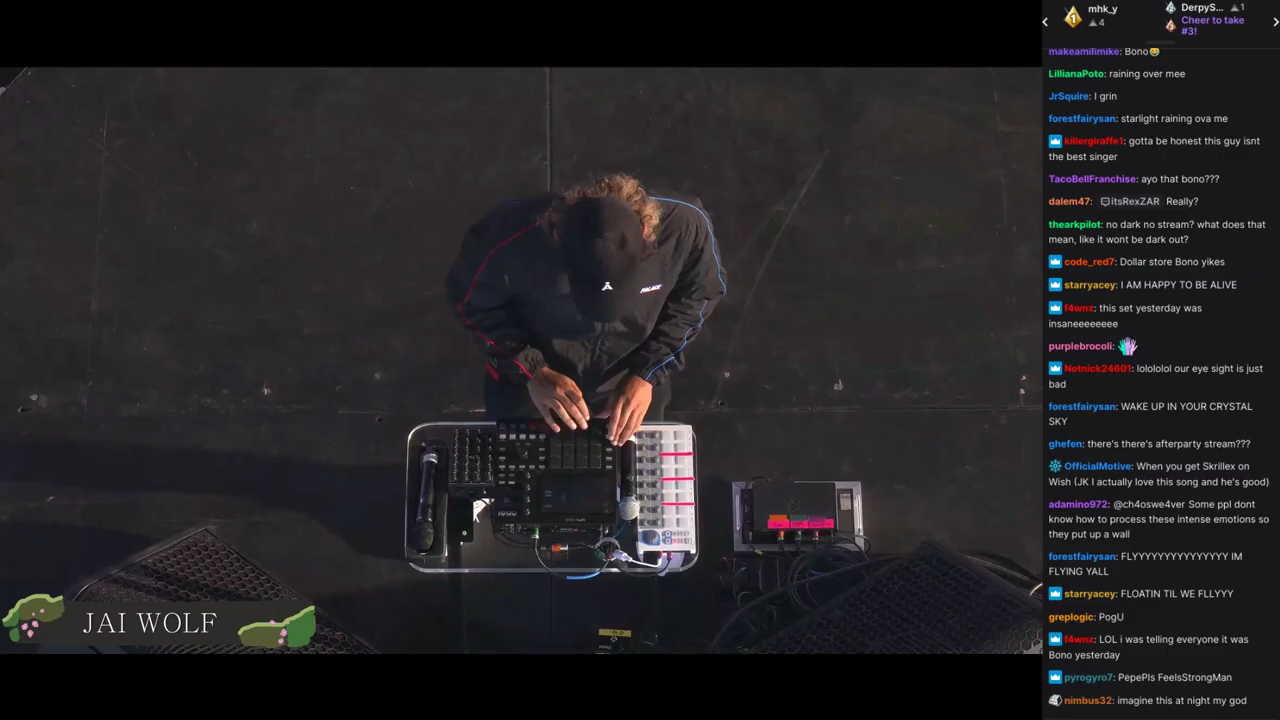 mhk_y
4
DerpyS... 1
Cheer to take
#3!
makeamilimike: Bono
LillianaPoto: raining over mee
JrSquire: I grin
forestfairysan: starlight raining ova me
killergiraffe1: gotta be honest this guy isnt
the best singer
TacoBellFranchise: ayo that bono???
dalem47: itsRexZAR Really?
thearkpilot: no dark no stream? what does that
mean, like it wont be dark out?
code_red7: Dollar store Bono yikes
starryacey: I AM HAPPY TO BE ALIVE
f4wnz: this set yesterday was
insaneeeeeeee
purplebrocoli:
Notnick24601: lolololol our eye sight is just
bad
forestfairysan: WAKE UP IN YOUR CRYSTAL
SKY
ghefen: there's there's afterparty stream???
OfficialMotive: When you get Skrillex on
Wish (JK I actually love this song and he's good)
adamino972: @ch4oswe4ver Some ppl dont
know how to process these intense emotions so
they put up a wall
forestfairysan: FLYYYYYYYYYYYYYYY IM
FLYING YALL
starryacey: FLOATIN TIL WE FLLYYY
greplogic: PogU
f4wnz: LOL i was telling everyone it was
Bono yesterday
pyrogyro7: PepePls FeelsStrongMan
nimbus32: imagine this at night my god
PALACE
JAI WOLF